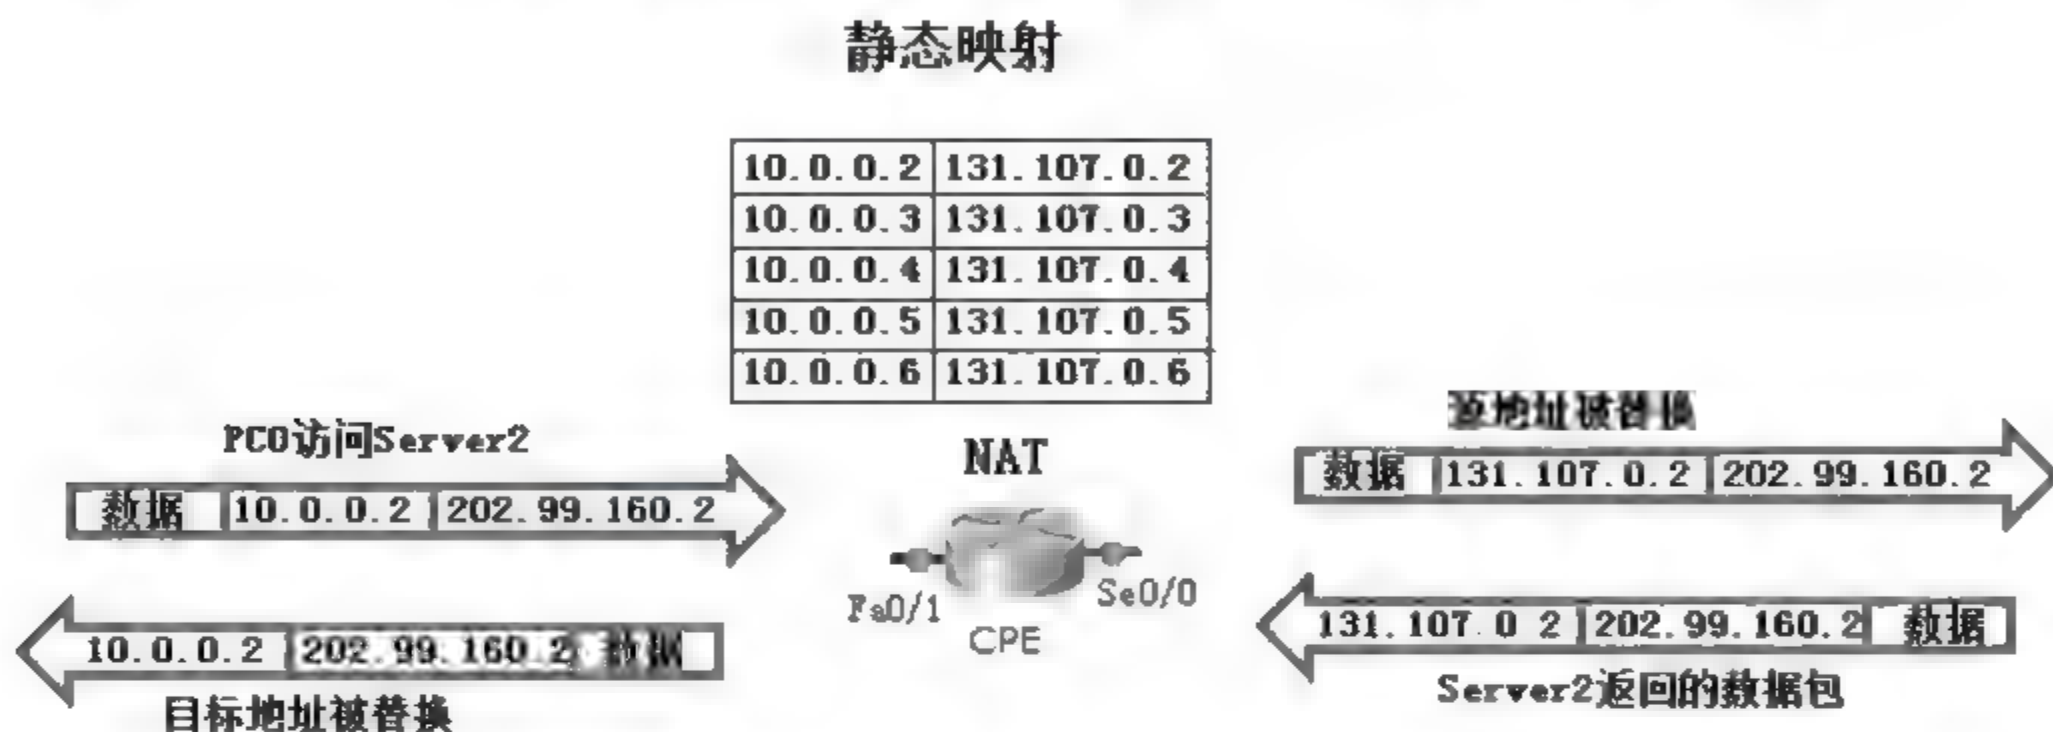 静态映射
10.0.0.2 131.107.0.2
10.0.0.3 131.107.0.3
10.0.0.4 131.107.0.4
10.0.0.5 131.107.0.5
10.0.0.6 131.107.0.6
PC0访问Server2
数据 10.0.0.2 202.99.160.2
NAT
源地址被替换
数据 131.107.0.2 202.99.160.2
Fa0/1
Se0/0
CPE
10.0.0.2 202.99.160.2 数据
目标地址被替换
131.107.0 2 202.99.160.2 数据
Server2返回的数据包